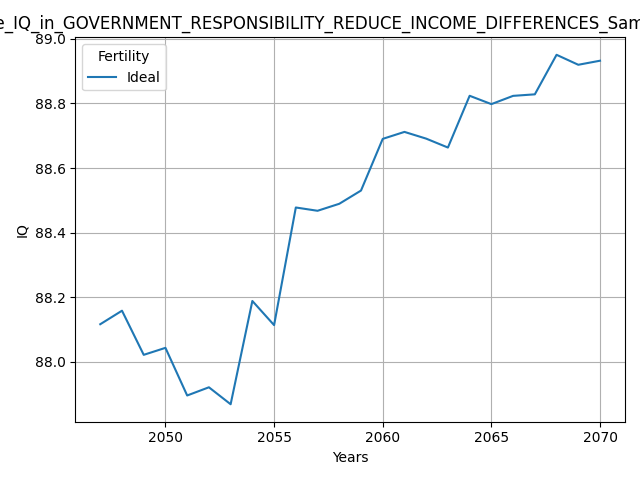 e_IQ_in_GOVERNMENT_RESPONSIBILITY_REDUCE_INCOME_DIFFERENCES_Sam
89.0
88.8
88.6
88.4
88.2
88.0
IQ
Fertility
Ideal
2050
2055
2060
2065
2070
Years